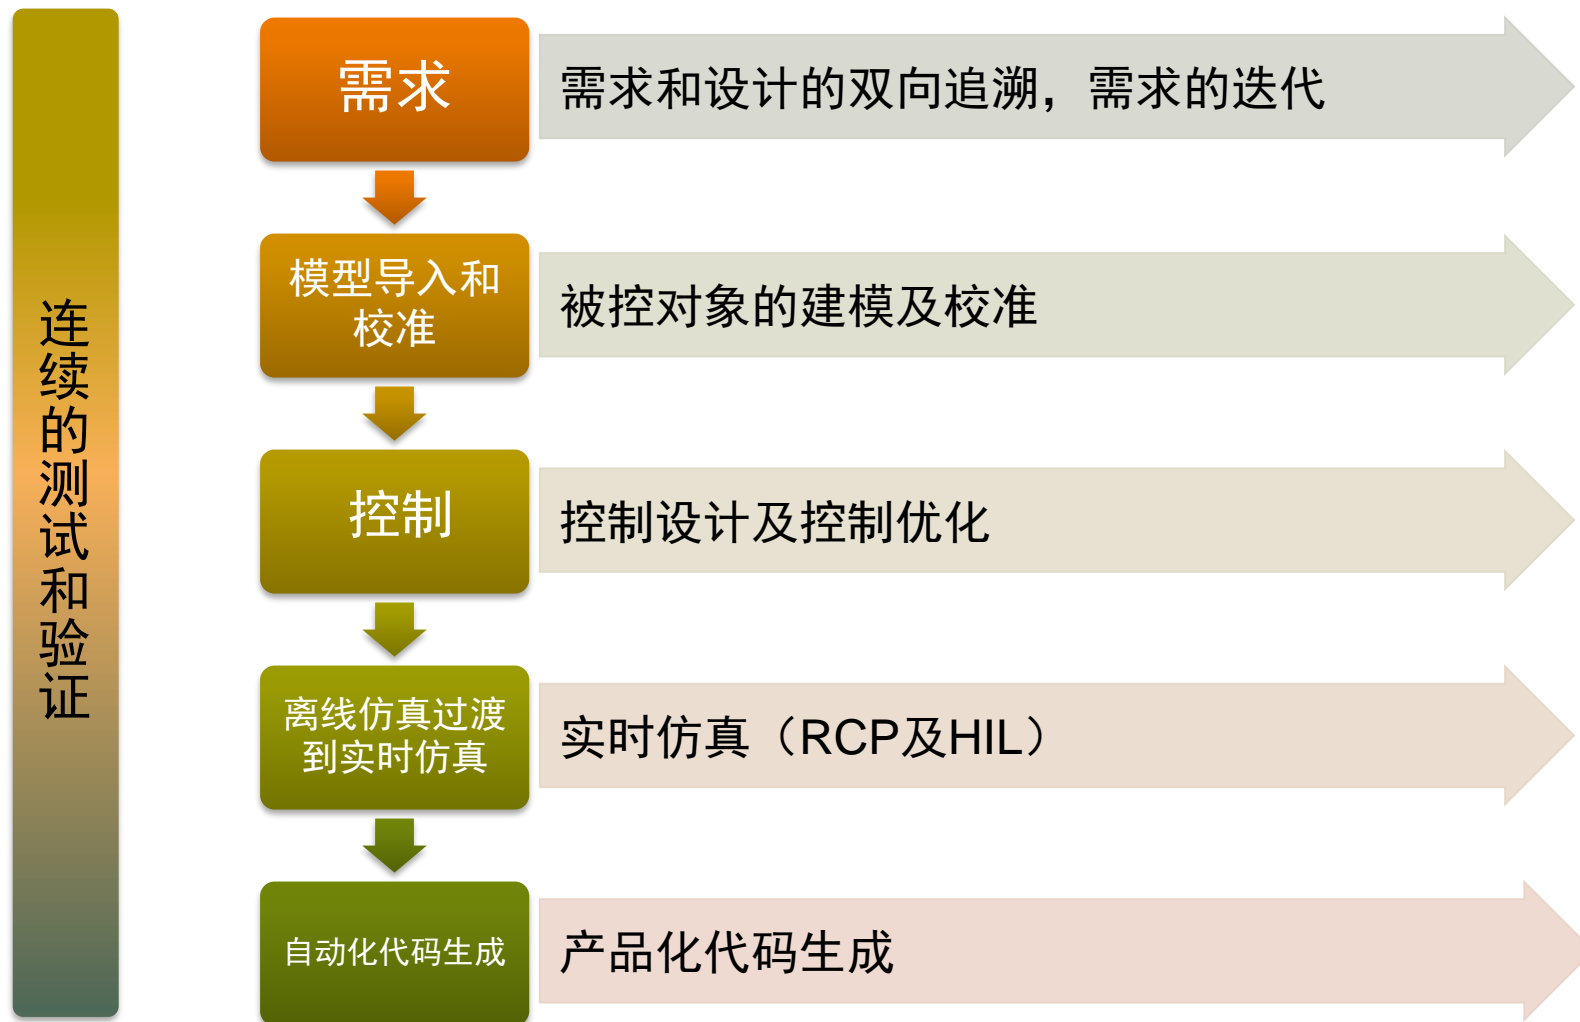 连续的测试和验证
需求
需求和设计的双向追溯，需求的迭代
模型导入和
校准
被控对象的建模及校准
控制
控制设计及控制优化
离线仿真过渡
到实时仿真
实时仿真（RCP及HIL）
自动化代码生成
产品化代码生成